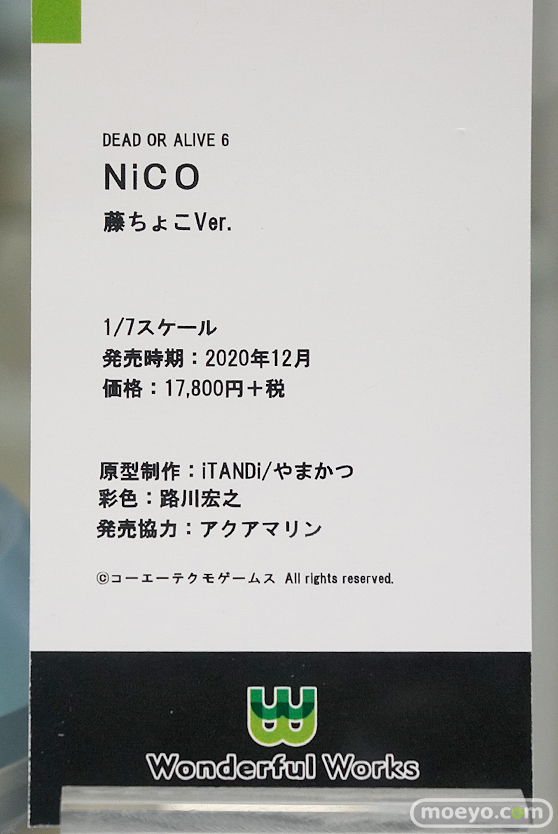 DEAD OR ALIVE 6
NiCO
藤ちょこVer.
1/7スケール
発売時期：2020年12月
価格：17,800円＋税
原型制作：iTANDi/やまかつ
彩色：路川宏之
発売協力：アクアマリン
©コーエーテクモゲームス All rights reserved.
W
Wonderful Works
moeyo.com